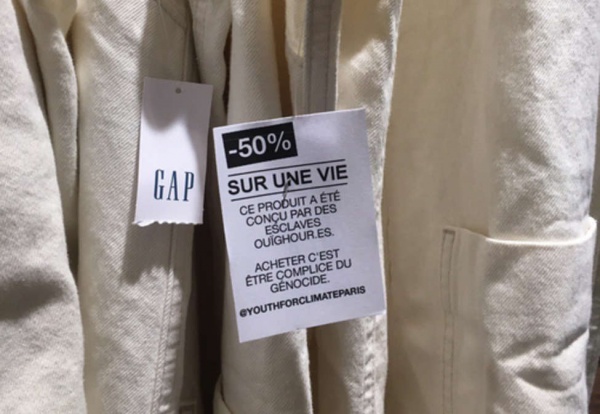 GAP
-50%
SUR UNE VIE
CE PRODUIT A ÉTÉ
CONÇU PAR DES
ESCLAVES
OUÏGHOUR.ES.
ACHETER C'EST
ÊTRE COMPLICE DU
GÉNOCIDE.
@YOUTHFORCLIMATEPARIS